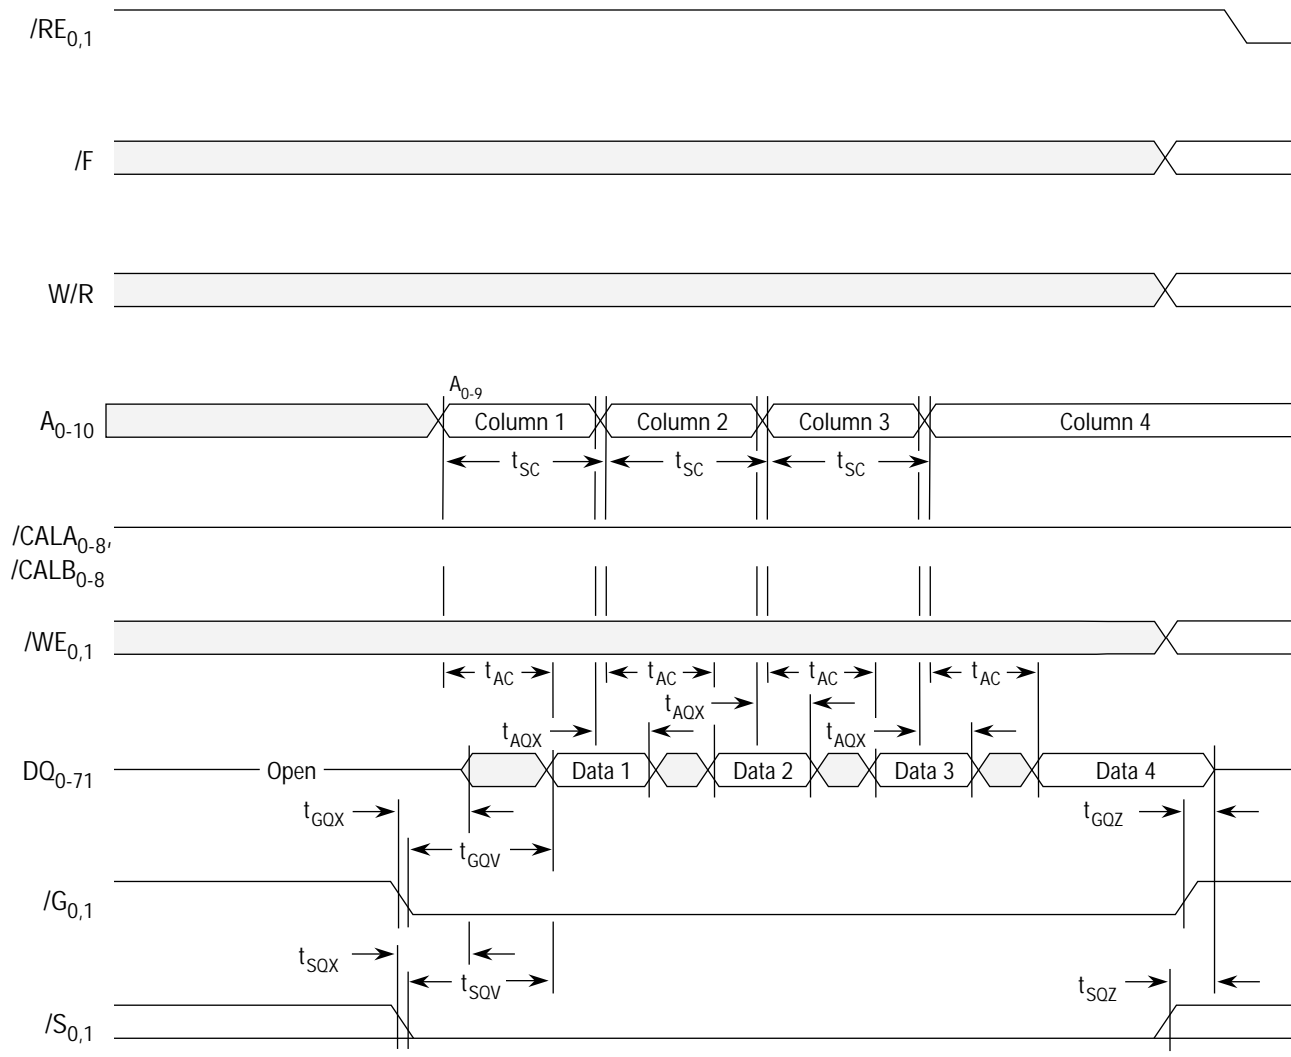 /RE0,1
/F
W/R
A0-9
A0-10 Column 1 Column 2 Column 3 Column 4
tSC tSC tSC
/CALA0-8,
/CALB0-8
/WE0,1
tAC tAC tAC tAC
tAQX
tAQX tAQX
DQ0-71 Open Data 1 Data 2 Data 3 Data 4
tGQX tGQZ
tGQV
/G0,1
tSQX
tSQV tSQZ
/S0,1